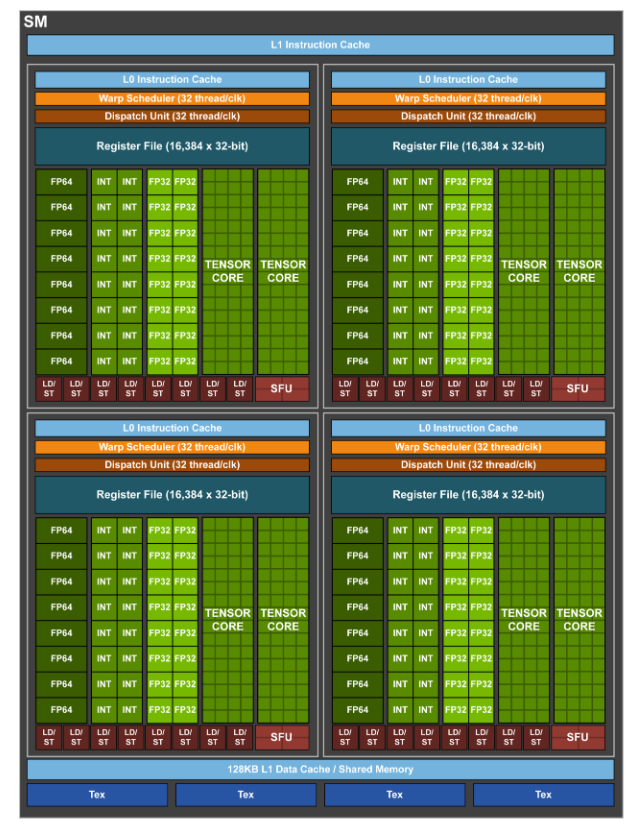 SM
L1 Instruction Cache
L0 Instruction Cache
Warp Scheduler (32 thread/clk)
Dispatch Unit (32 thread/clk)
Register File (16,384 x 32-bit)
FP64 INT INT FP32 FP32
FP64 INT INT FP32 FP32
FP64 INT INT FP32 FP32
FP64 INT INT FP32 FP32
TENSOR CORE TENSOR CORE
FP64 INT INT FP32 FP32
FP64 INT INT FP32 FP32
FP64 INT INT FP32 FP32
FP64 INT INT FP32 FP32
LD/ST LD/ST LD/ST LD/ST LD/ST LD/ST LD/ST LD/ST SFU
L0 Instruction Cache
Warp Scheduler (32 thread/clk)
Dispatch Unit (32 thread/clk)
Register File (16,384 x 32-bit)
FP64 INT INT FP32 FP32
FP64 INT INT FP32 FP32
FP64 INT INT FP32 FP32
FP64 INT INT FP32 FP32
TENSOR CORE TENSOR CORE
FP64 INT INT FP32 FP32
FP64 INT INT FP32 FP32
FP64 INT INT FP32 FP32
FP64 INT INT FP32 FP32
LD/ST LD/ST LD/ST LD/ST LD/ST LD/ST LD/ST LD/ST SFU
L0 Instruction Cache
Warp Scheduler (32 thread/clk)
Dispatch Unit (32 thread/clk)
Register File (16,384 x 32-bit)
FP64 INT INT FP32 FP32
FP64 INT INT FP32 FP32
FP64 INT INT FP32 FP32
FP64 INT INT FP32 FP32
TENSOR CORE TENSOR CORE
FP64 INT INT FP32 FP32
FP64 INT INT FP32 FP32
FP64 INT INT FP32 FP32
FP64 INT INT FP32 FP32
LD/ST LD/ST LD/ST LD/ST LD/ST LD/ST LD/ST LD/ST SFU
L0 Instruction Cache
Warp Scheduler (32 thread/clk)
Dispatch Unit (32 thread/clk)
Register File (16,384 x 32-bit)
FP64 INT INT FP32 FP32
FP64 INT INT FP32 FP32
FP64 INT INT FP32 FP32
FP64 INT INT FP32 FP32
TENSOR CORE TENSOR CORE
FP64 INT INT FP32 FP32
FP64 INT INT FP32 FP32
FP64 INT INT FP32 FP32
FP64 INT INT FP32 FP32
LD/ST LD/ST LD/ST LD/ST LD/ST LD/ST LD/ST LD/ST SFU
128KB L1 Data Cache / Shared Memory
Tex Tex Tex Tex